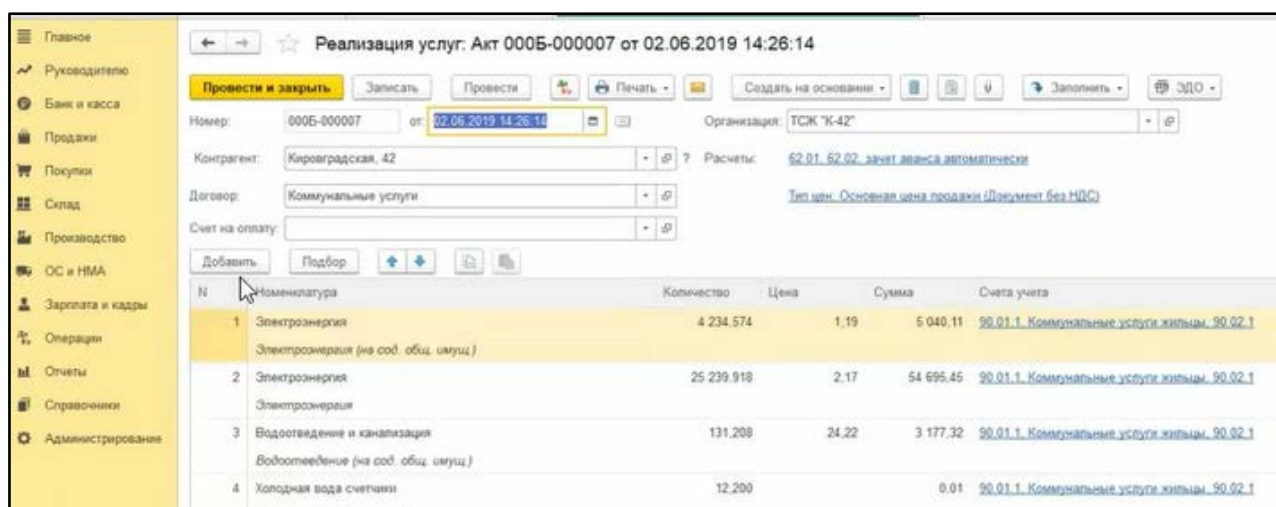 Главное
Руководителю
Банк и касса
Продажи
Покупки
Склад
Производство
ОС и НМА
Зарплата и кадры
Операции
Отчеты
Справочники
Администрирование
Реализация услуг: Акт 000Б-000007 от 02.06.2019 14:26:14
Провести и закрыть Записать Провести Печать Создать на основании Заполнить ЭДО
Номер: 000Б-000007 от: 02.06.2019 14:26:14 Организация: ТСЖ "К-42"
Контрагент: Кировградская, 42 ? Расчеты: 62.01, 62.02, зачет аванса автоматически
Договор: Коммунальные услуги Тип цен: Основная цена продажи (Документ без НДС)
Счет на оплату:
Добавить Подбор
N Номенклатура Количество Цена Сумма Счета учета
1 Электроэнергия 4 234,574 1,19 5 040,11 90.01.1, Коммунальные услуги жильцы, 90.02.1
Электроэнергия (на сод. общ. имущ.)
2 Электроэнергия 25 239,918 2,17 54 695,45 90.01.1, Коммунальные услуги жильцы, 90.02.1
Электроэнергия
3 Водоотведение и канализация 131,208 24,22 3 177,32 90.01.1, Коммунальные услуги жильцы, 90.02.1
Водоотведение (на сод. общ. имущ.)
4 Холодная вода счетчики 12,200 0,01 90.01.1, Коммунальные услуги жильцы, 90.02.1